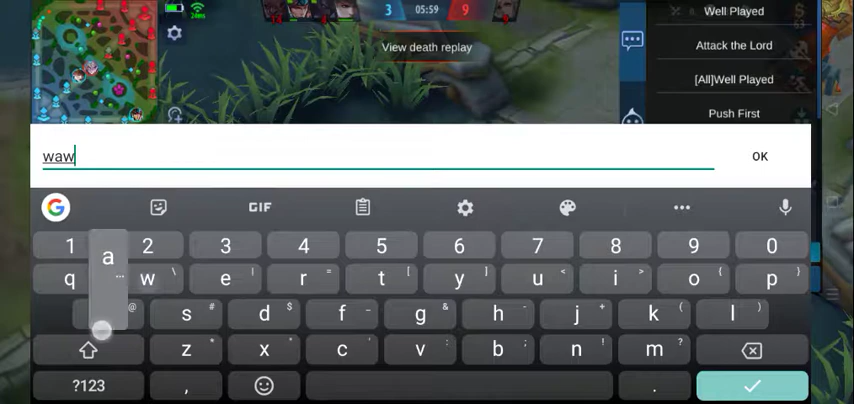 24ms
3 05:59 9
View death replay
Well Played
Attack the Lord
[All]Well Played
Push First
waw
OK
G GIF ...
1 2 3 4 5 6 7 8 9 0
a
q w \ e | r = t [ y ] u < i > o { p }
@ s # d $ f _ g & h - j + k ( l )
z * x " c ' v : b ; n ! m ?
?123 , .